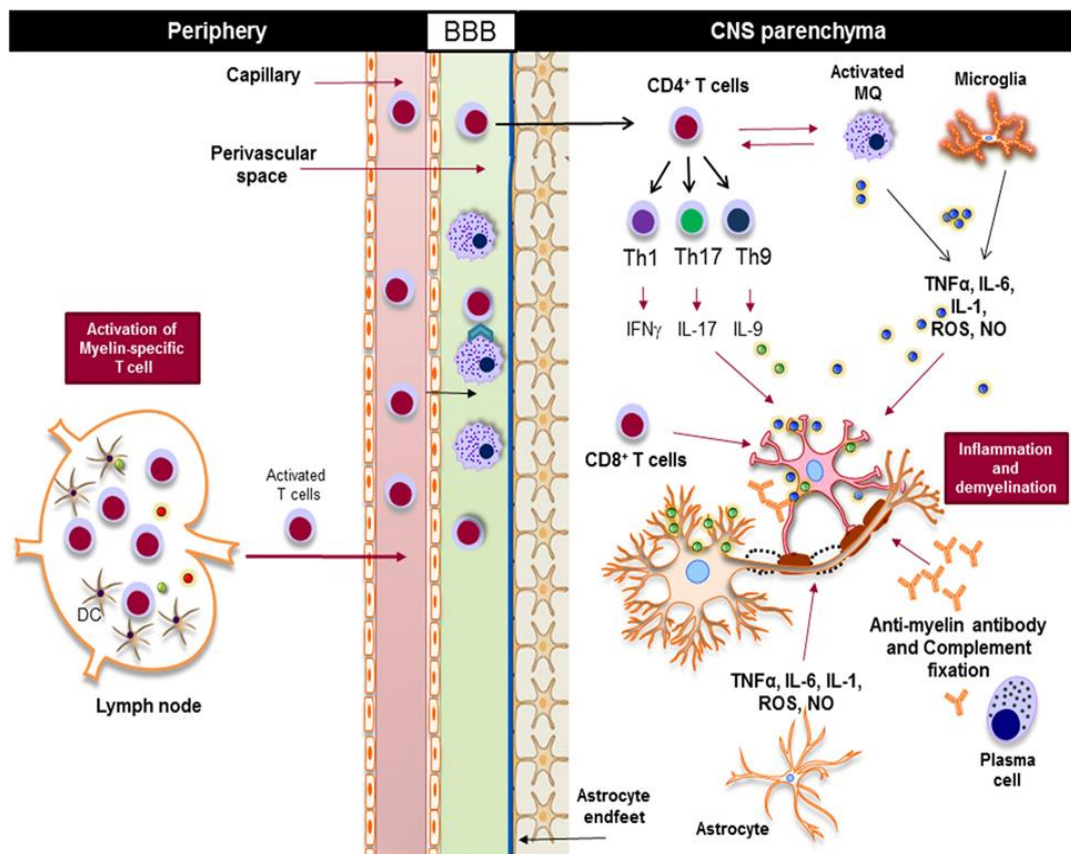 Periphery
BBB
CNS parenchyma
Capillary
Perivascular
space
Activation of
Myelin-specific
T cell
Activated
T cells
DC
Lymph node
CD4⁺ T cells
Activated
MQ
Microglia
Th1
Th17
Th9
IFNγ
IL-17
IL-9
TNFα, IL-6,
IL-1,
ROS, NO
CD8⁺ T cells
Inflammation
and
demyelination
Anti-myelin antibody
and Complement
fixation
TNFα, IL-6, IL-1,
ROS, NO
Plasma
cell
Astrocyte
endfeet
Astrocyte